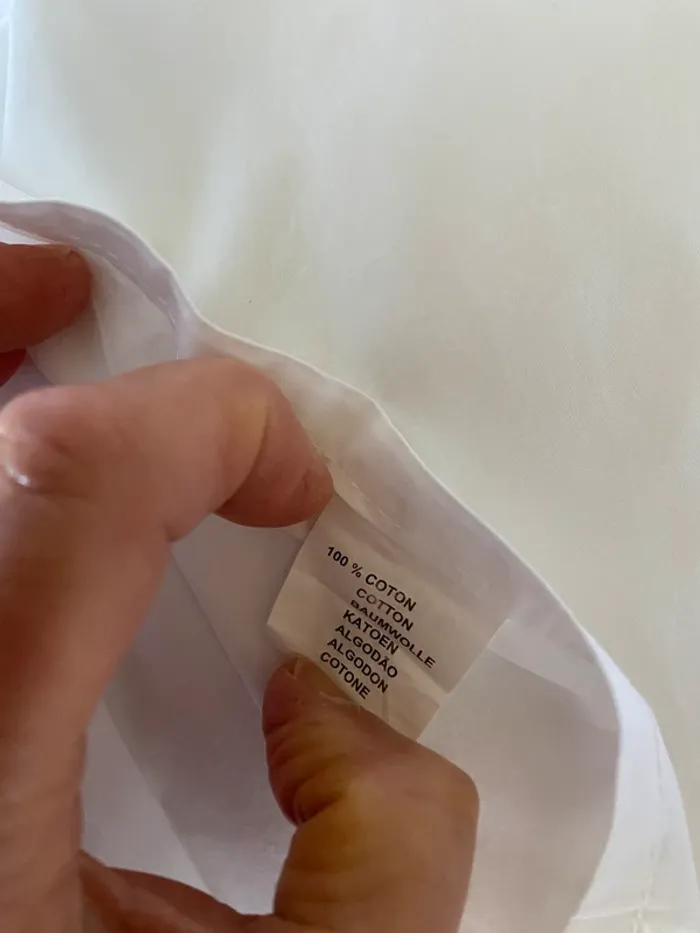 100 % COTON
COTTON
BAUMWOLLE
KATOEN
ALGODÃO
ALGODON
COTONE